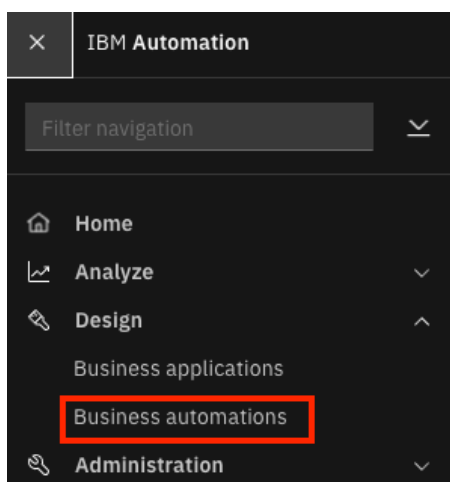 IBM Automation
Filter navigation
Home
Analyze
Design
Business applications
Business automations
Administration